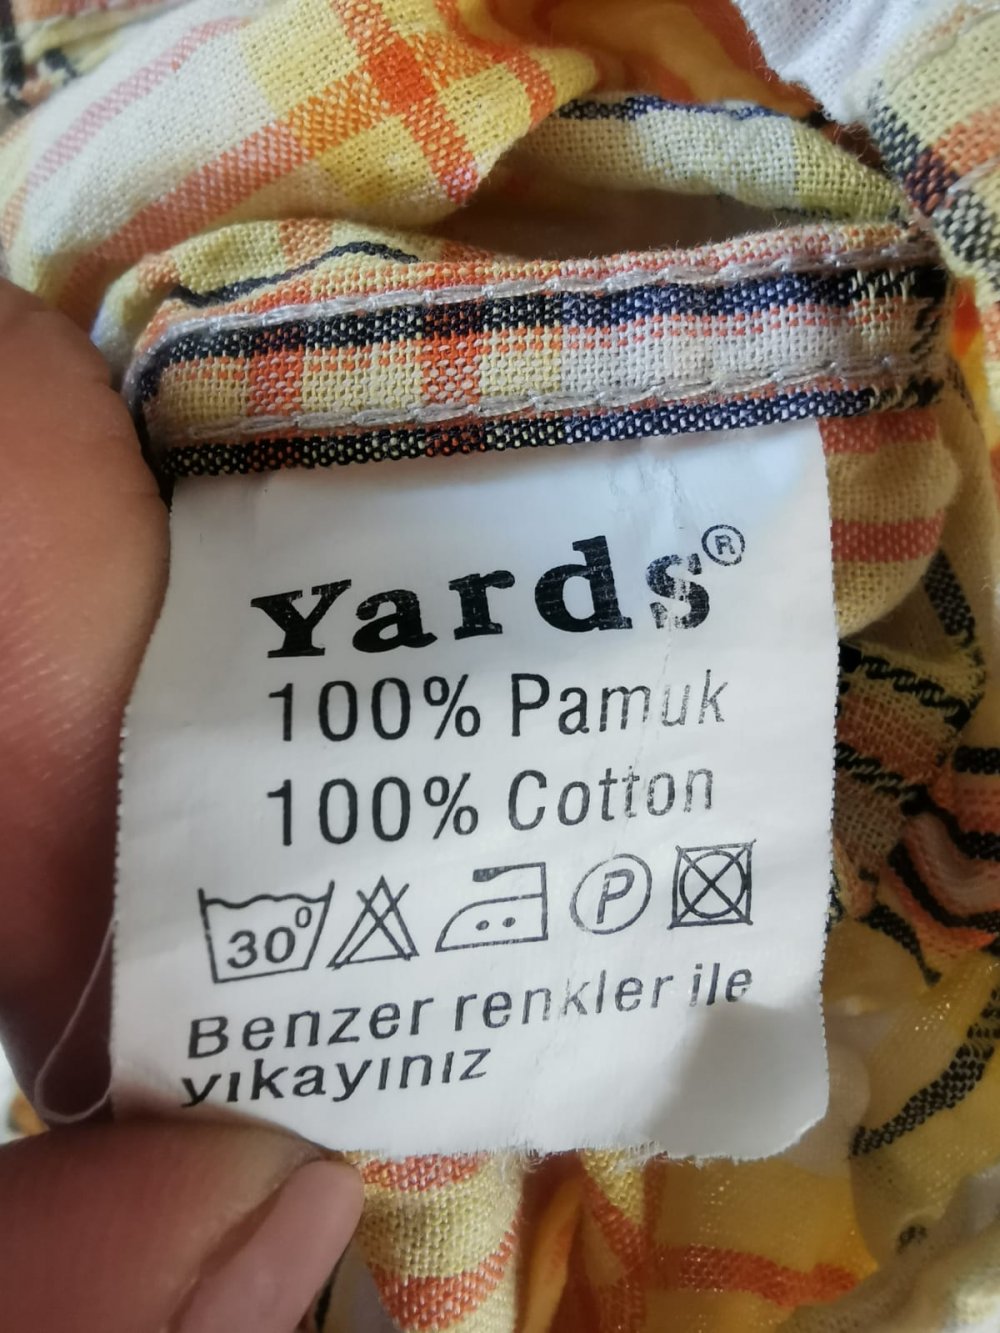 Yards®
100% Pamuk
100% Cotton
30° P
Benzer renkler ile
yıkayınız